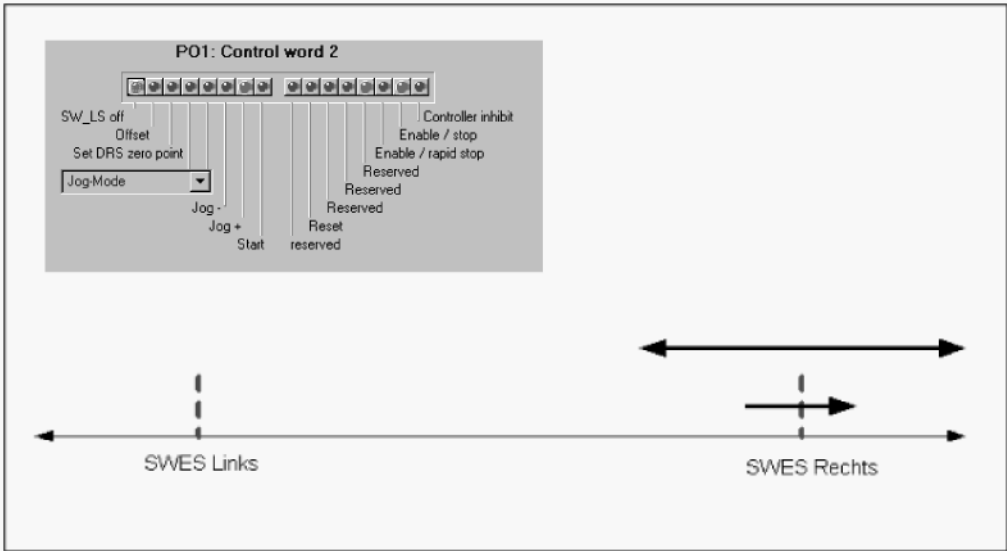 PO1: Control word 2
SW_LS off
Controller inhibit
Offset
Enable / stop
Set DRS zero point
Enable / rapid stop
Jog-Mode
Reserved
Reserved
Jog -
Reserved
Jog +
Reset
Start
reserved
SWES Links
SWES Rechts